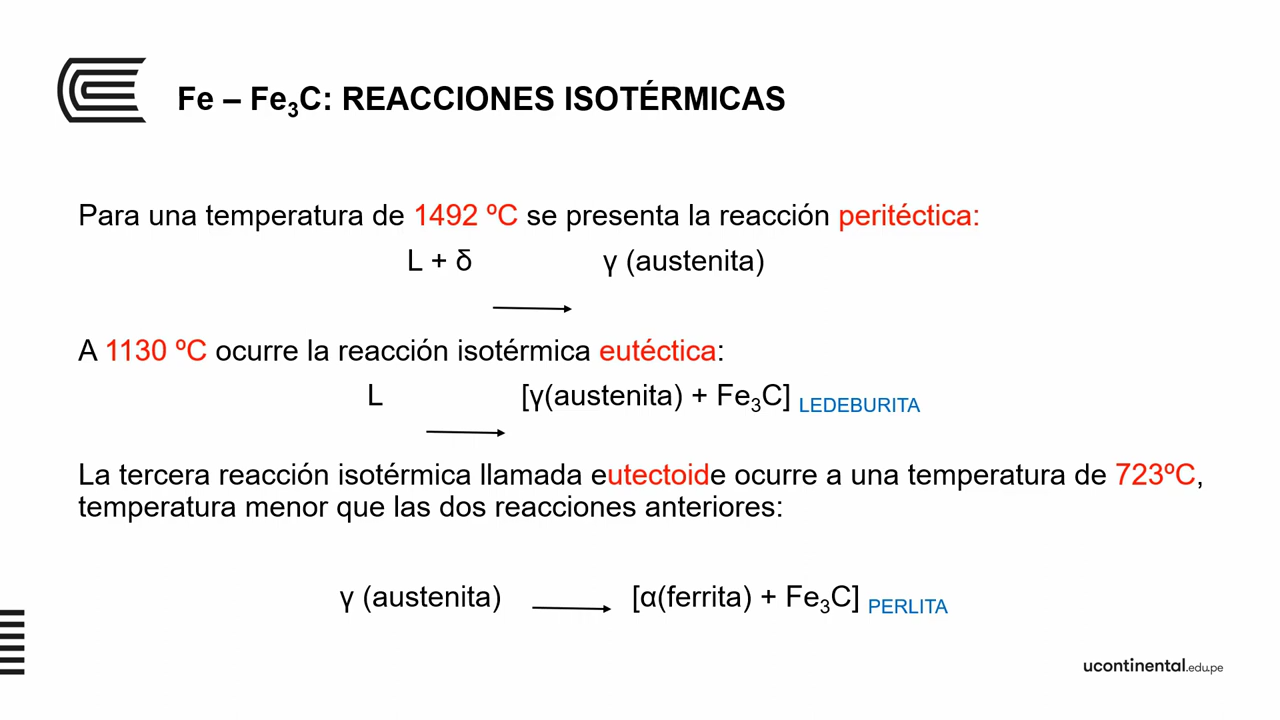 Fe – Fe₃C: REACCIONES ISOTÉRMICAS
Para una temperatura de 1492 ºC se presenta la reacción peritéctica:
L + δ γ (austenita)
A 1130 ºC ocurre la reacción isotérmica eutéctica:
L [γ(austenita) + Fe₃C] LEDEBURITA
La tercera reacción isotérmica llamada eutectoide ocurre a una temperatura de 723ºC,
temperatura menor que las dos reacciones anteriores:
γ (austenita) [α(ferrita) + Fe₃C] PERLITA
ucontinental.edu.pe